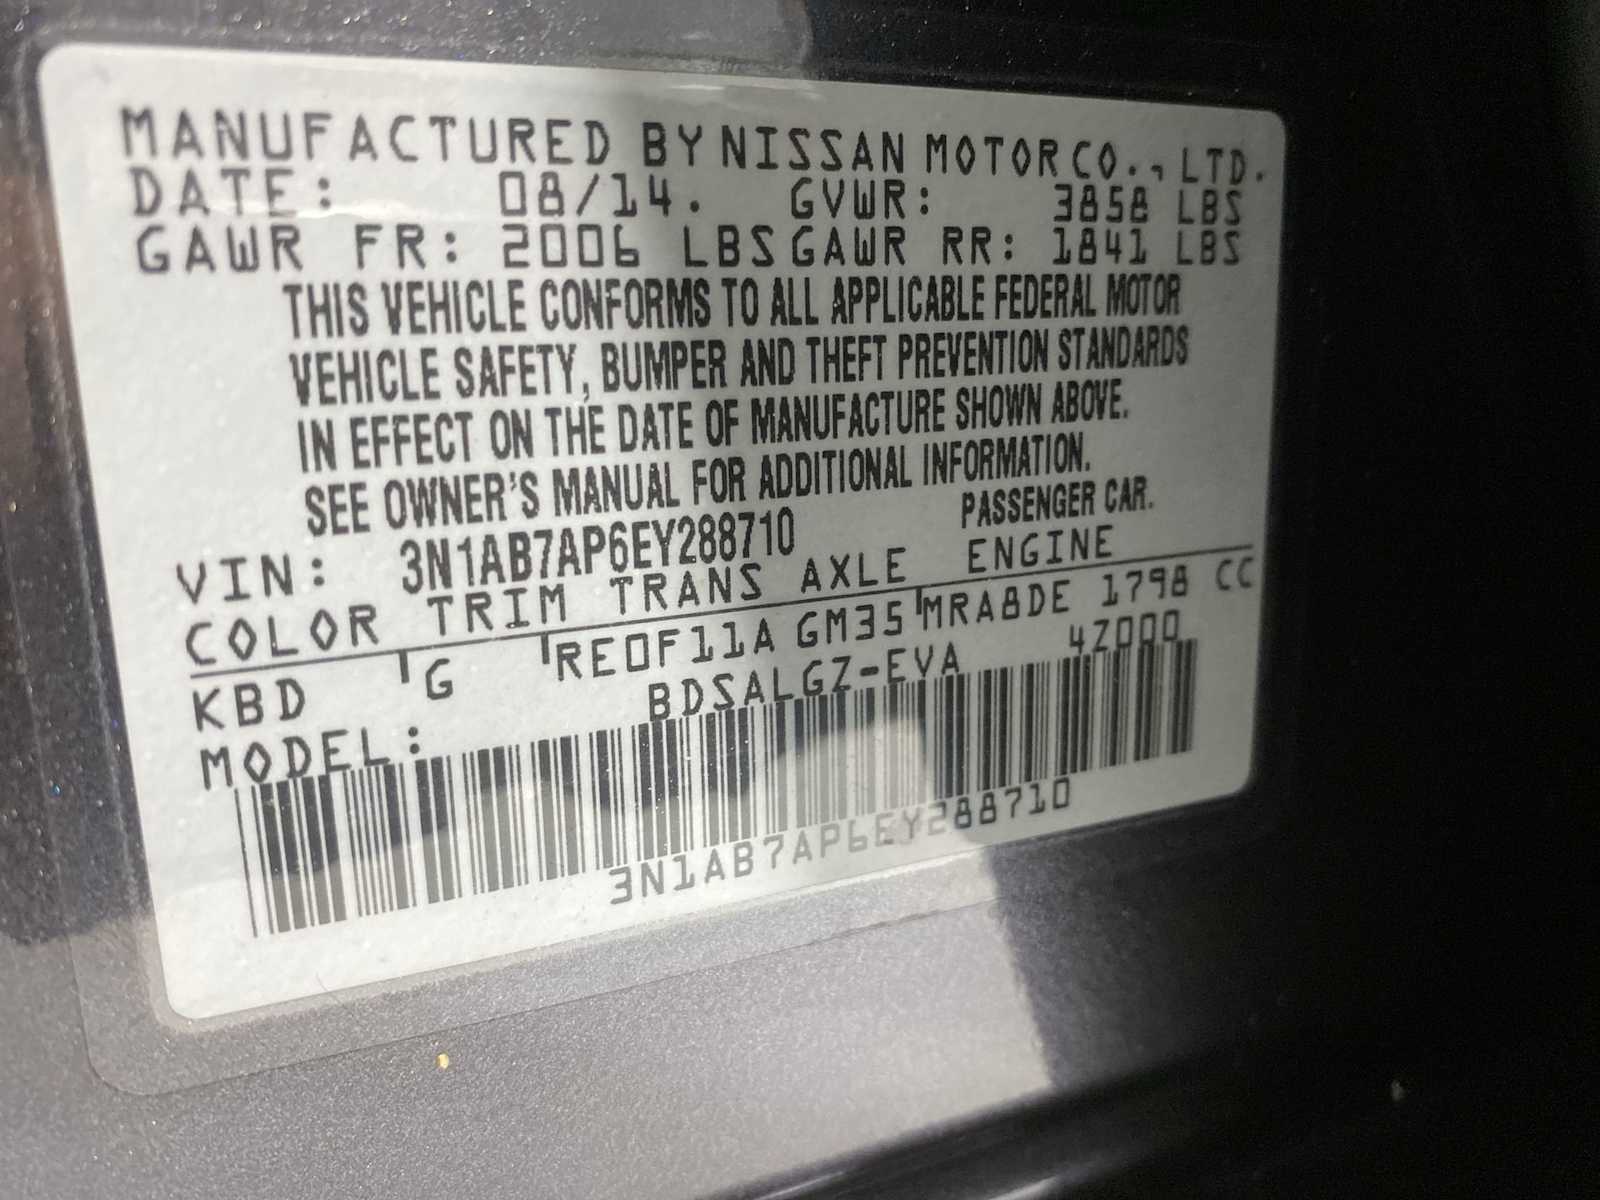 MANUFACTURED BY NISSAN MOTOR CO., LTD.
DATE: 08/14. GVWR: 3858 LBS
GAWR FR: 2006 LBS GAWR RR: 1841 LBS
THIS VEHICLE CONFORMS TO ALL APPLICABLE FEDERAL MOTOR
VEHICLE SAFETY, BUMPER AND THEFT PREVENTION STANDARDS
IN EFFECT ON THE DATE OF MANUFACTURE SHOWN ABOVE.
SEE OWNER'S MANUAL FOR ADDITIONAL INFORMATION.
VIN: 3N1AB7AP6EY288710 PASSENGER CAR.
COLOR TRIM TRANS AXLE ENGINE
KBD G RE0F11A GM35 MRA8DE 1798 CC
MODEL: BDSALGZ-EVA 4Z000
3N1AB7AP6EY288710